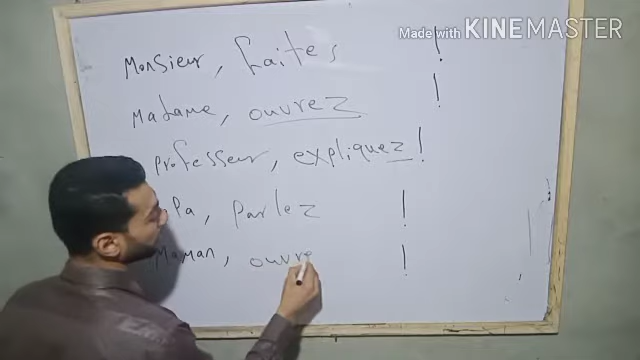 Made with KINEMASTER
Monsieur, faites !
Madame, ouvrez !
professeur, expliquez !
pa, parlez !
Maman, ouvre !